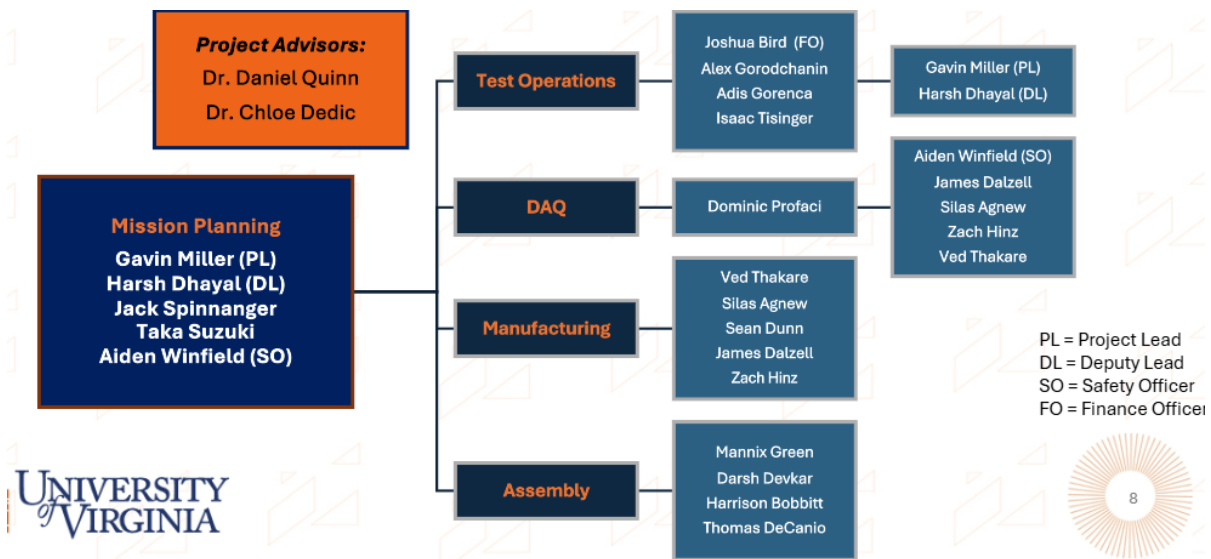 Project Advisors:
Dr. Daniel Quinn
Dr. Chloe Dedic
Mission Planning
Gavin Miller (PL)
Harsh Dhayal (DL)
Jack Spinnanger
Taka Suzuki
Aiden Winfield (SO)
Test Operations
Joshua Bird (FO)
Alex Gorodchanin
Adis Gorenca
Isaac Tisinger
Gavin Miller (PL)
Harsh Dhayal (DL)
DAQ
Dominic Profaci
Aiden Winfield (SO)
James Dalzell
Silas Agnew
Zach Hinz
Ved Thakare
Manufacturing
Ved Thakare
Silas Agnew
Sean Dunn
James Dalzell
Zach Hinz
Assembly
Mannix Green
Darsh Devkar
Harrison Bobbitt
Thomas DeCanio
PL = Project Lead
DL = Deputy Lead
SO = Safety Officer
FO = Finance Officer
UNIVERSITY
of VIRGINIA
8